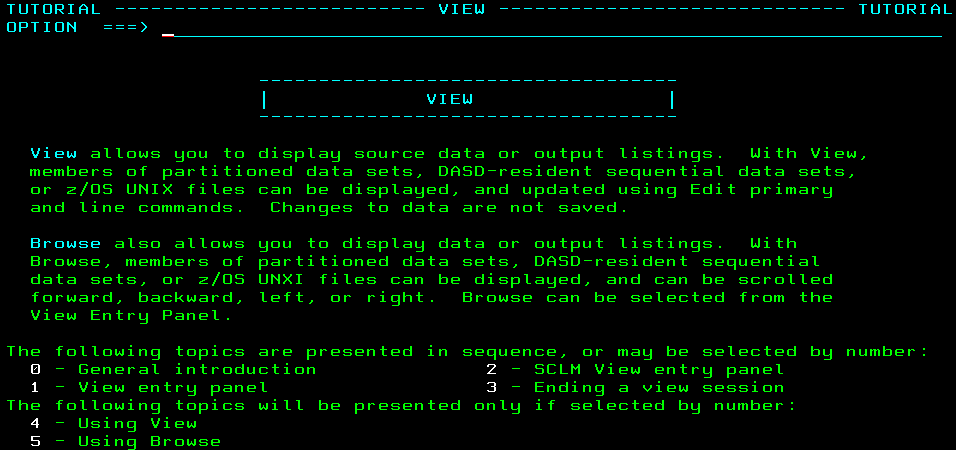 TUTORIAL -------------------------- VIEW ----------------------------- TUTORIAL
OPTION  ===> _
-----------------------------------
|             VIEW                |
-----------------------------------
View allows you to display source data or output listings.  With View,
members of partitioned data sets, DASD-resident sequential data sets,
or z/OS UNIX files can be displayed, and updated using Edit primary
and line commands.  Changes to data are not saved.
Browse also allows you to display data or output listings.  With
Browse, members of partitioned data sets, DASD-resident sequential
data sets, or z/OS UNXI files can be displayed, and can be scrolled
forward, backward, left, or right.  Browse can be selected from the
View Entry Panel.
The following topics are presented in sequence, or may be selected by number:
0 - General introduction              2 - SCLM View entry panel
1 - View entry panel                  3 - Ending a view session
The following topics will be presented only if selected by number:
4 - Using View
5 - Using Browse